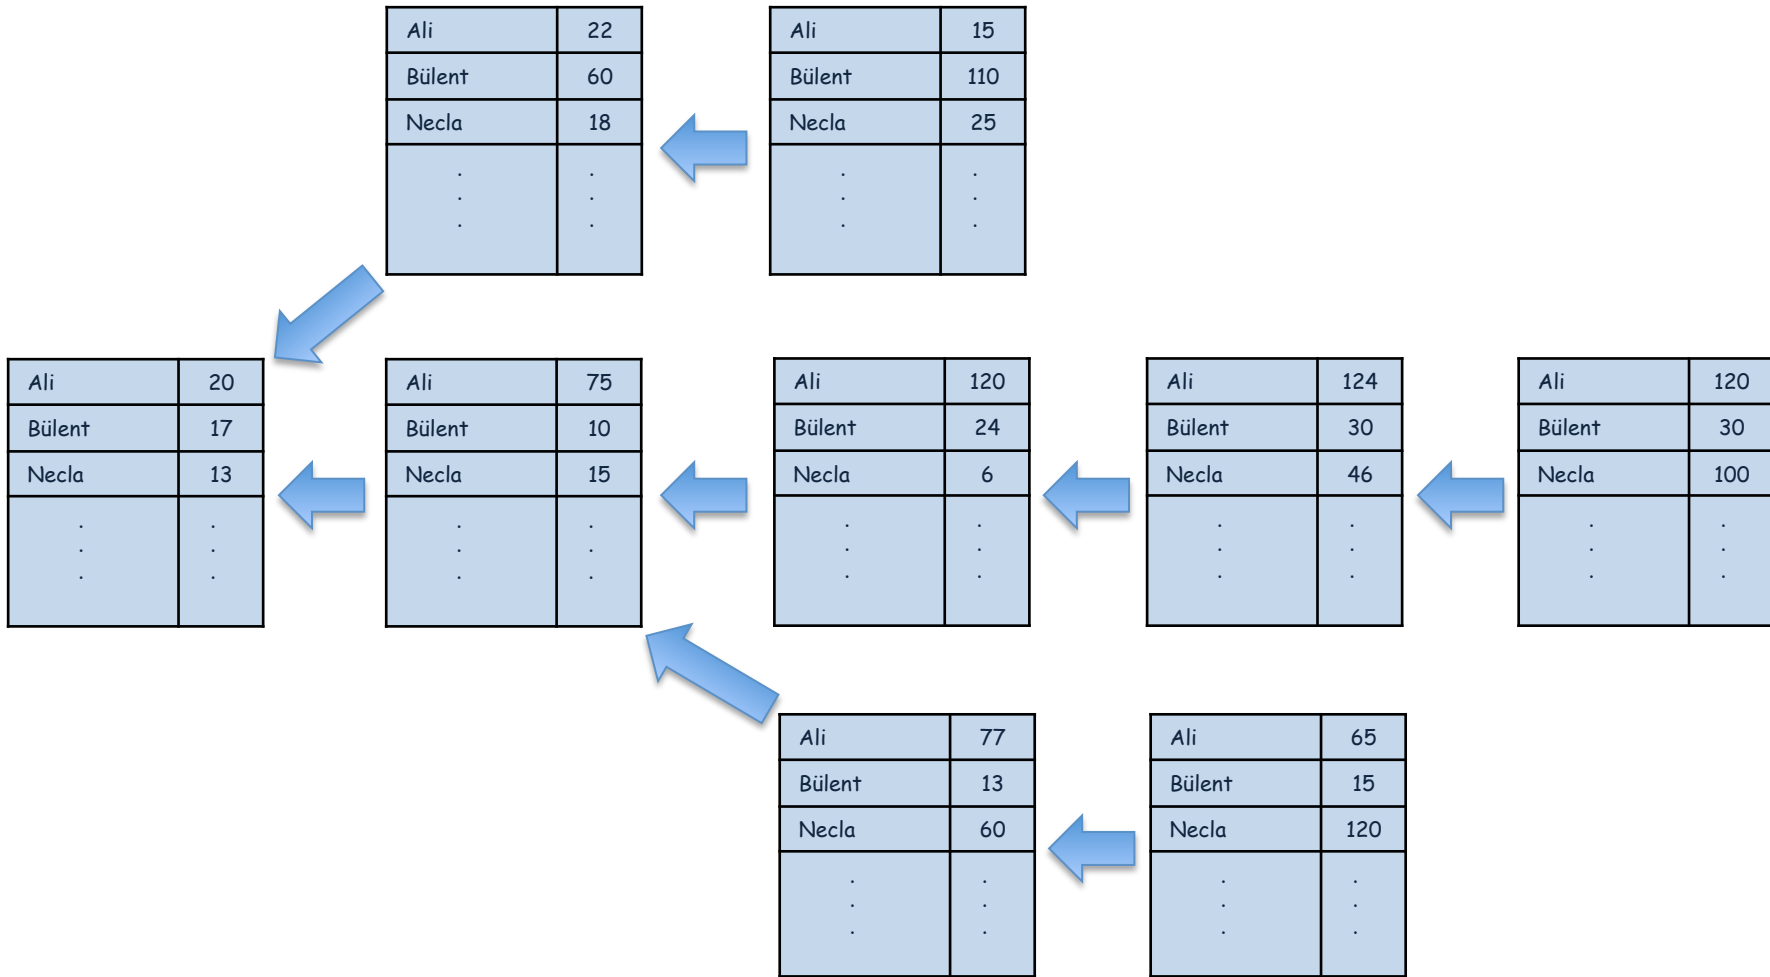 Ali 22
Bülent 60
Necla 18
. .
. .
. .
Ali 15
Bülent 110
Necla 25
. .
. .
. .
Ali 20
Bülent 17
Necla 13
. .
. .
. .
Ali 75
Bülent 10
Necla 15
. .
. .
. .
Ali 120
Bülent 24
Necla 6
. .
. .
. .
Ali 124
Bülent 30
Necla 46
. .
. .
. .
Ali 120
Bülent 30
Necla 100
. .
. .
. .
Ali 77
Bülent 13
Necla 60
. .
. .
. .
Ali 65
Bülent 15
Necla 120
. .
. .
. .